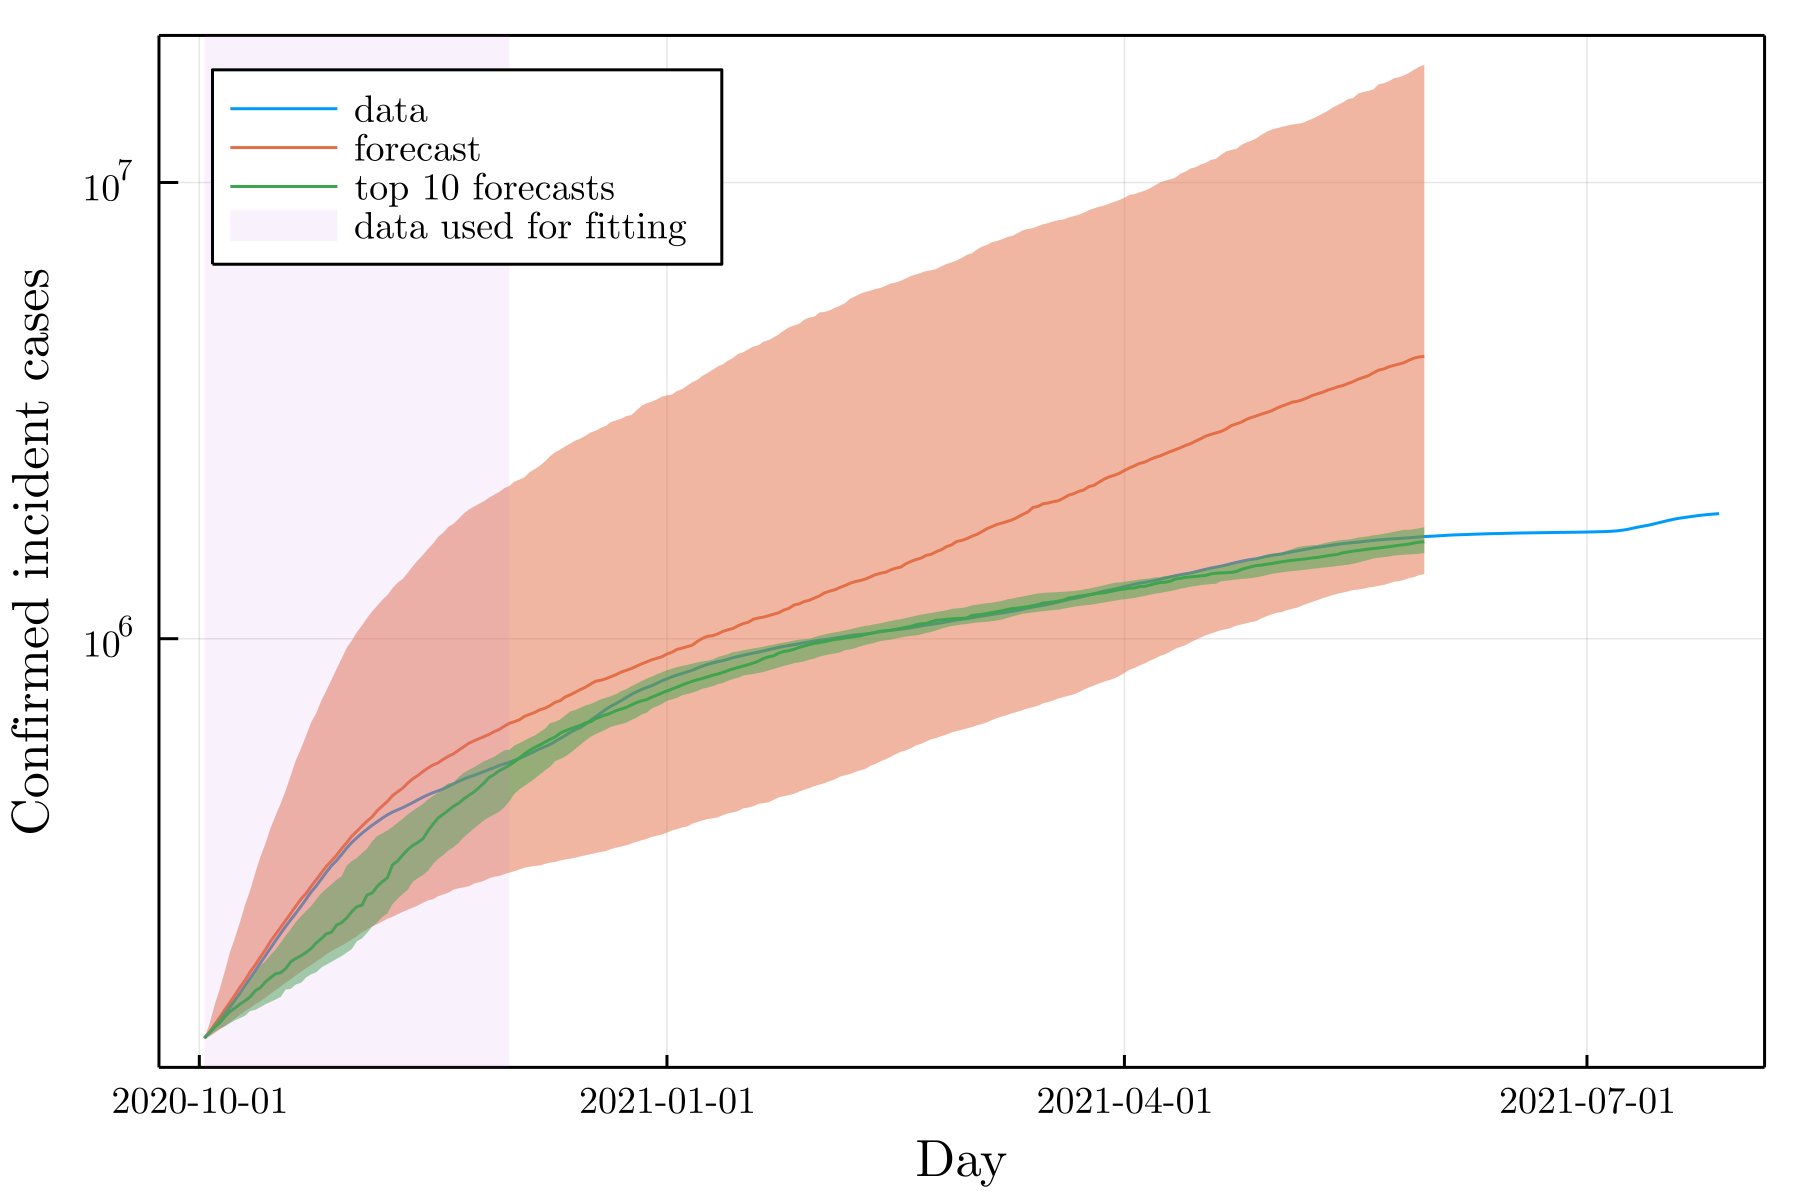 data
forecast
top 10 forecasts
data used for fitting
10^7
10^6
Confirmed incident cases
2020-10-01
2021-01-01
2021-04-01
2021-07-01
Day